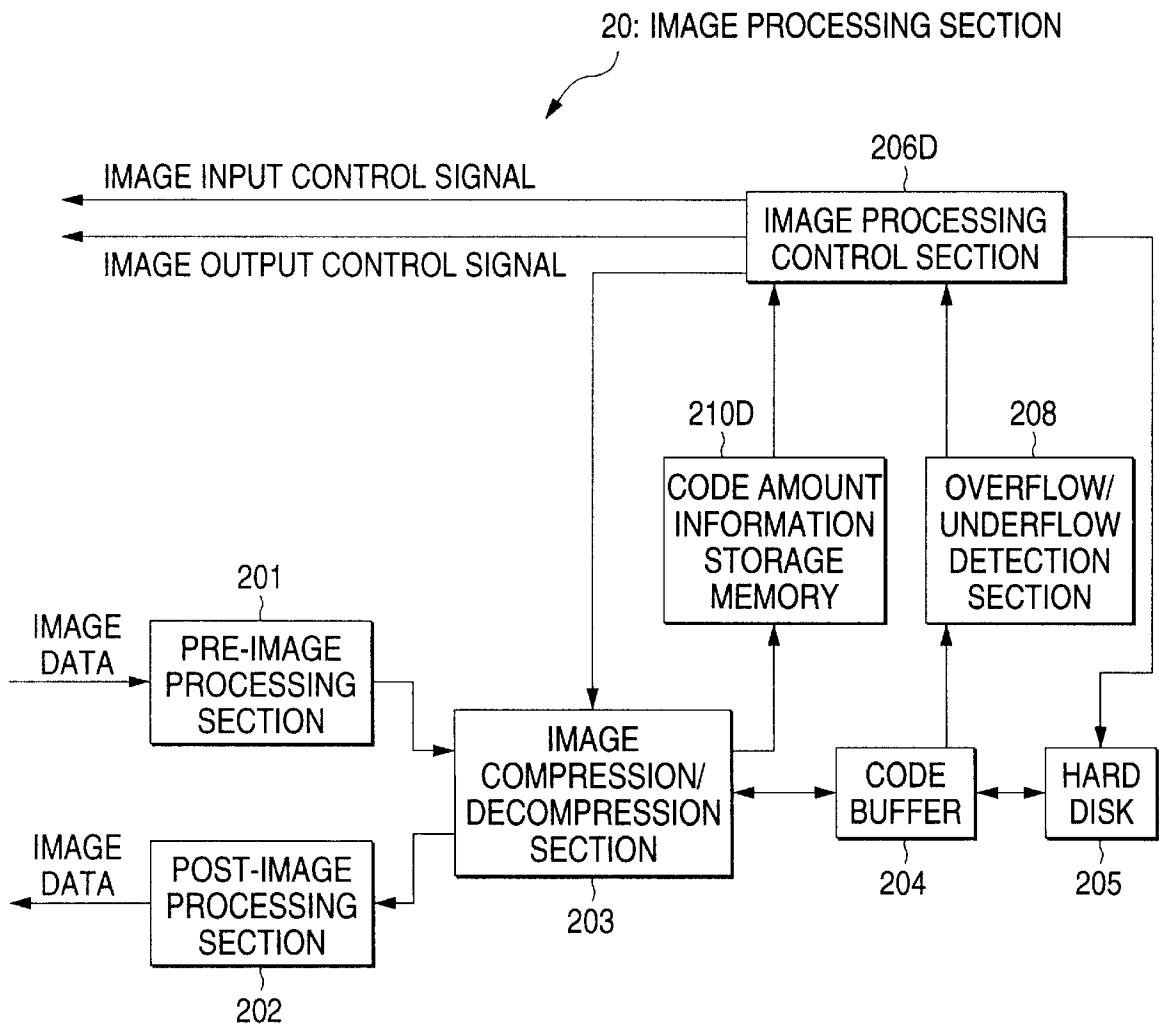 20: IMAGE PROCESSING SECTION
206D
IMAGE INPUT CONTROL SIGNAL
IMAGE PROCESSING
CONTROL SECTION
IMAGE OUTPUT CONTROL SIGNAL
210D
208
CODE AMOUNT
INFORMATION
STORAGE
MEMORY
OVERFLOW/
UNDERFLOW
DETECTION
SECTION
201
IMAGE
DATA
PRE-IMAGE
PROCESSING
SECTION
IMAGE
COMPRESSION/
DECOMPRESSION
SECTION
203
CODE
BUFFER
204
HARD
DISK
205
IMAGE
DATA
POST-IMAGE
PROCESSING
SECTION
202